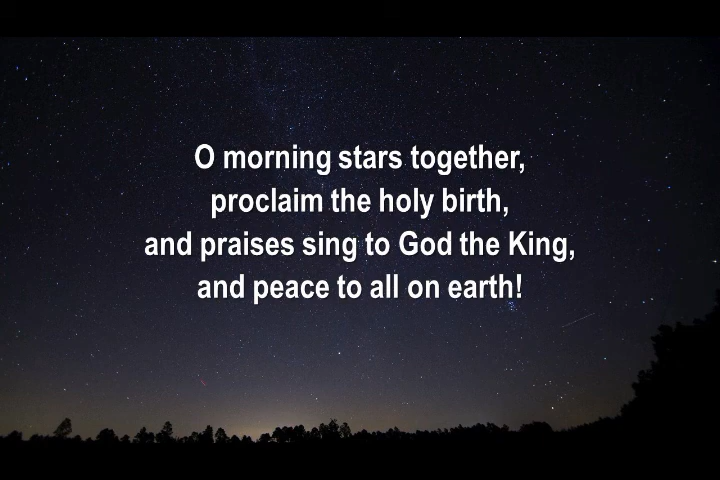 O morning stars together,
proclaim the holy birth,
and praises sing to God the King,
and peace to all on earth!